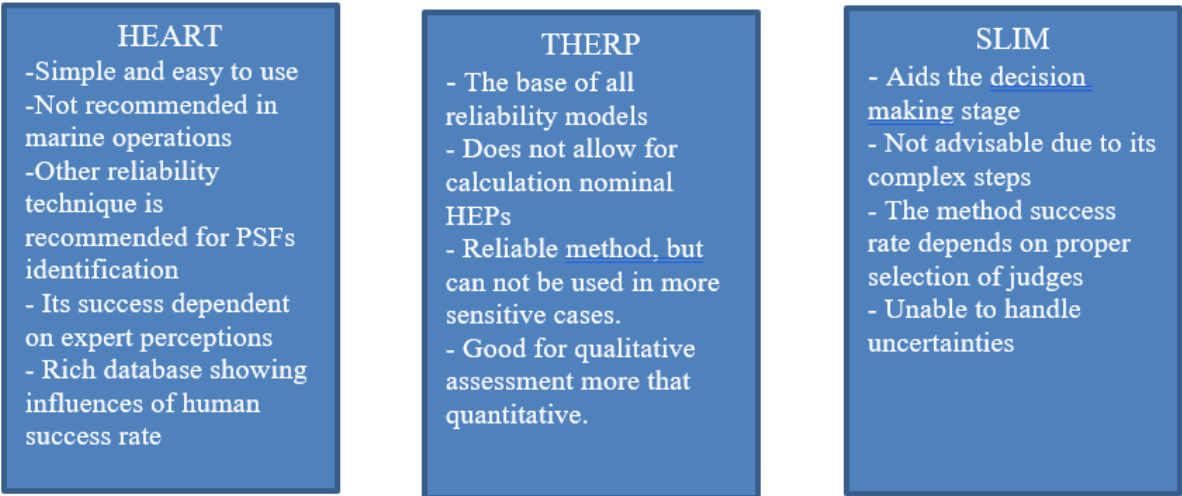 HEART
-Simple and easy to use
-Not recommended in
marine operations
-Other reliability
technique is
recommended for PSFs
identification
- Its success dependent
on expert perceptions
- Rich database showing
influences of human
success rate
THERP
- The base of all
reliability models
- Does not allow for
calculation nominal
HEPs
- Reliable method, but
can not be used in more
sensitive cases.
- Good for qualitative
assessment more that
quantitative.
SLIM
- Aids the decision
making stage
- Not advisable due to its
complex steps
- The method success
rate depends on proper
selection of judges
- Unable to handle
uncertainties